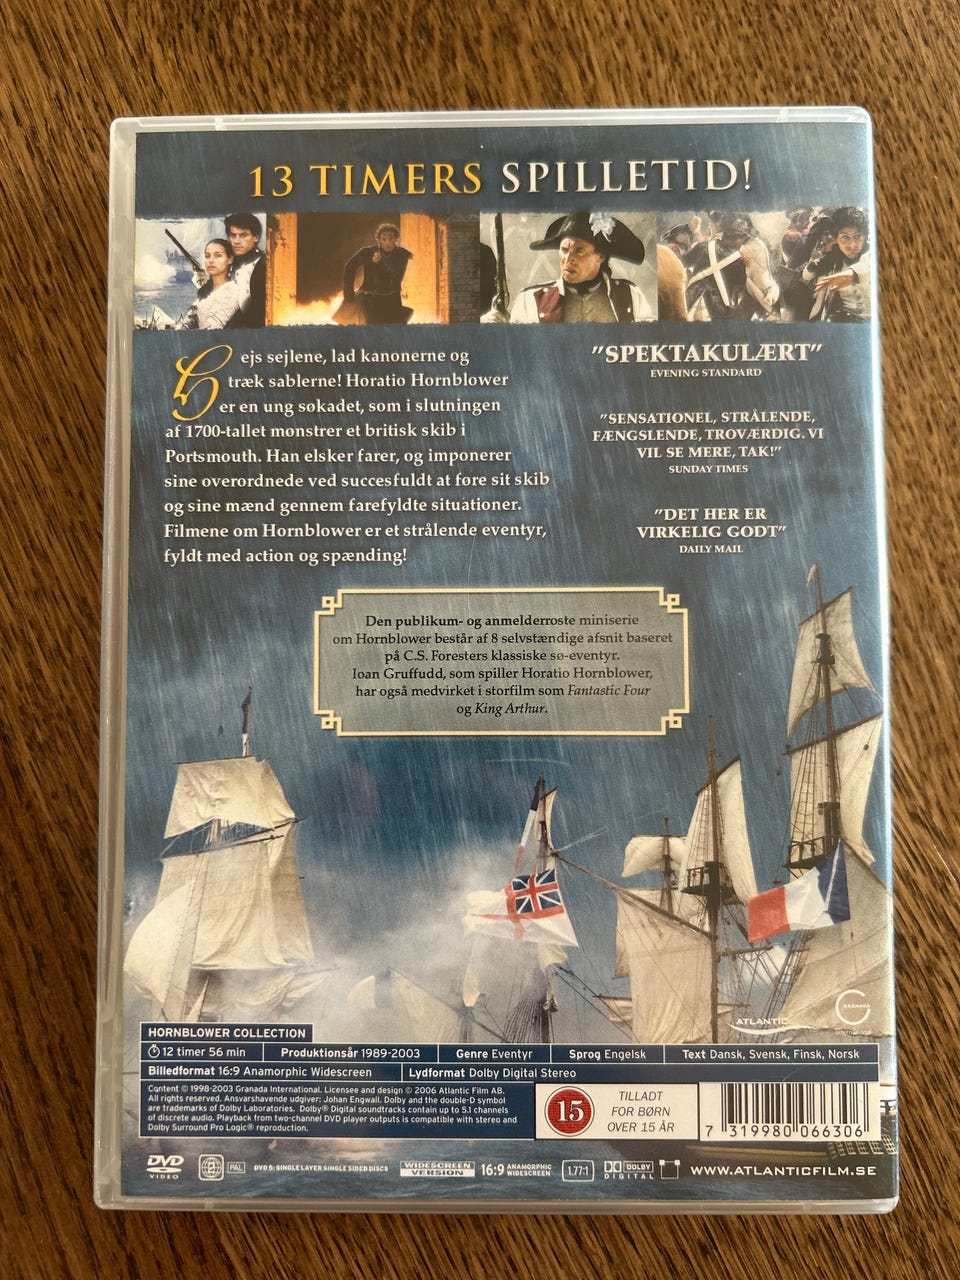 13 TIMERS SPILLETID!
Hejs sejlene, lad kanonerne og
træk sablerne! Horatio Hornblower
er en ung søkadet, som i slutningen
af 1700-tallet mønstrer et britisk skib i
Portsmouth. Han elsker farer, og imponerer
sine overordnede ved succesfuldt at føre sit skib
og sine mænd gennem farefyldte situationer.
Filmene om Hornblower er et strålende eventyr,
fyldt med action og spænding!
"SPEKTAKULÆRT"
EVENING STANDARD
"SENSATIONEL, STRÅLENDE,
FÆNGSLENDE, TROVÆRDIG. VI
VIL SE MERE, TAK!"
SUNDAY TIMES
"DET HER ER
VIRKELIG GODT"
DAILY MAIL
Den publikum- og anmelderroste miniserie
om Hornblower består af 8 selvstændige afsnit baseret
på C.S. Foresters klassiske sø-eventyr.
Ioan Gruffudd, som spiller Horatio Hornblower,
har også medvirket i storfilm som Fantastic Four
og King Arthur.
ATLANTIC
GRANADA
International
HORNBLOWER COLLECTION
12 timer 56 min Produktionsår 1989-2003 Genre Eventyr Sprog Engelsk Text Dansk, Svensk, Finsk, Norsk
Billedformat 16:9 Anamorphic Widescreen Lydformat Dolby Digital Stereo
Content © 1998-2003 Granada International. Licensee and design © 2006 Atlantic Film AB.
All rights reserved. Ansvarshavende udgiver: Johan Engwall. Dolby and the double-D symbol
are trademarks of Dolby Laboratories. Dolby® Digital soundtracks contain up to 5.1 channels
of discrete audio. Playback from two-channel DVD player outputs is compatible with stereo and
Dolby Surround Pro Logic® reproduction.
15
TILLADT
FOR BØRN
OVER 15 ÅR
7 319980 066306
DVD
VIDEO
PAL
DVD 5: SINGLE LAYER SINGLE SIDED DISCS
WIDESCREEN
VERSION
16:9 ANAMORPHIC
WIDESCREEN
1.77:1
DOLBY
DIGITAL
WWW.ATLANTICFILM.SE